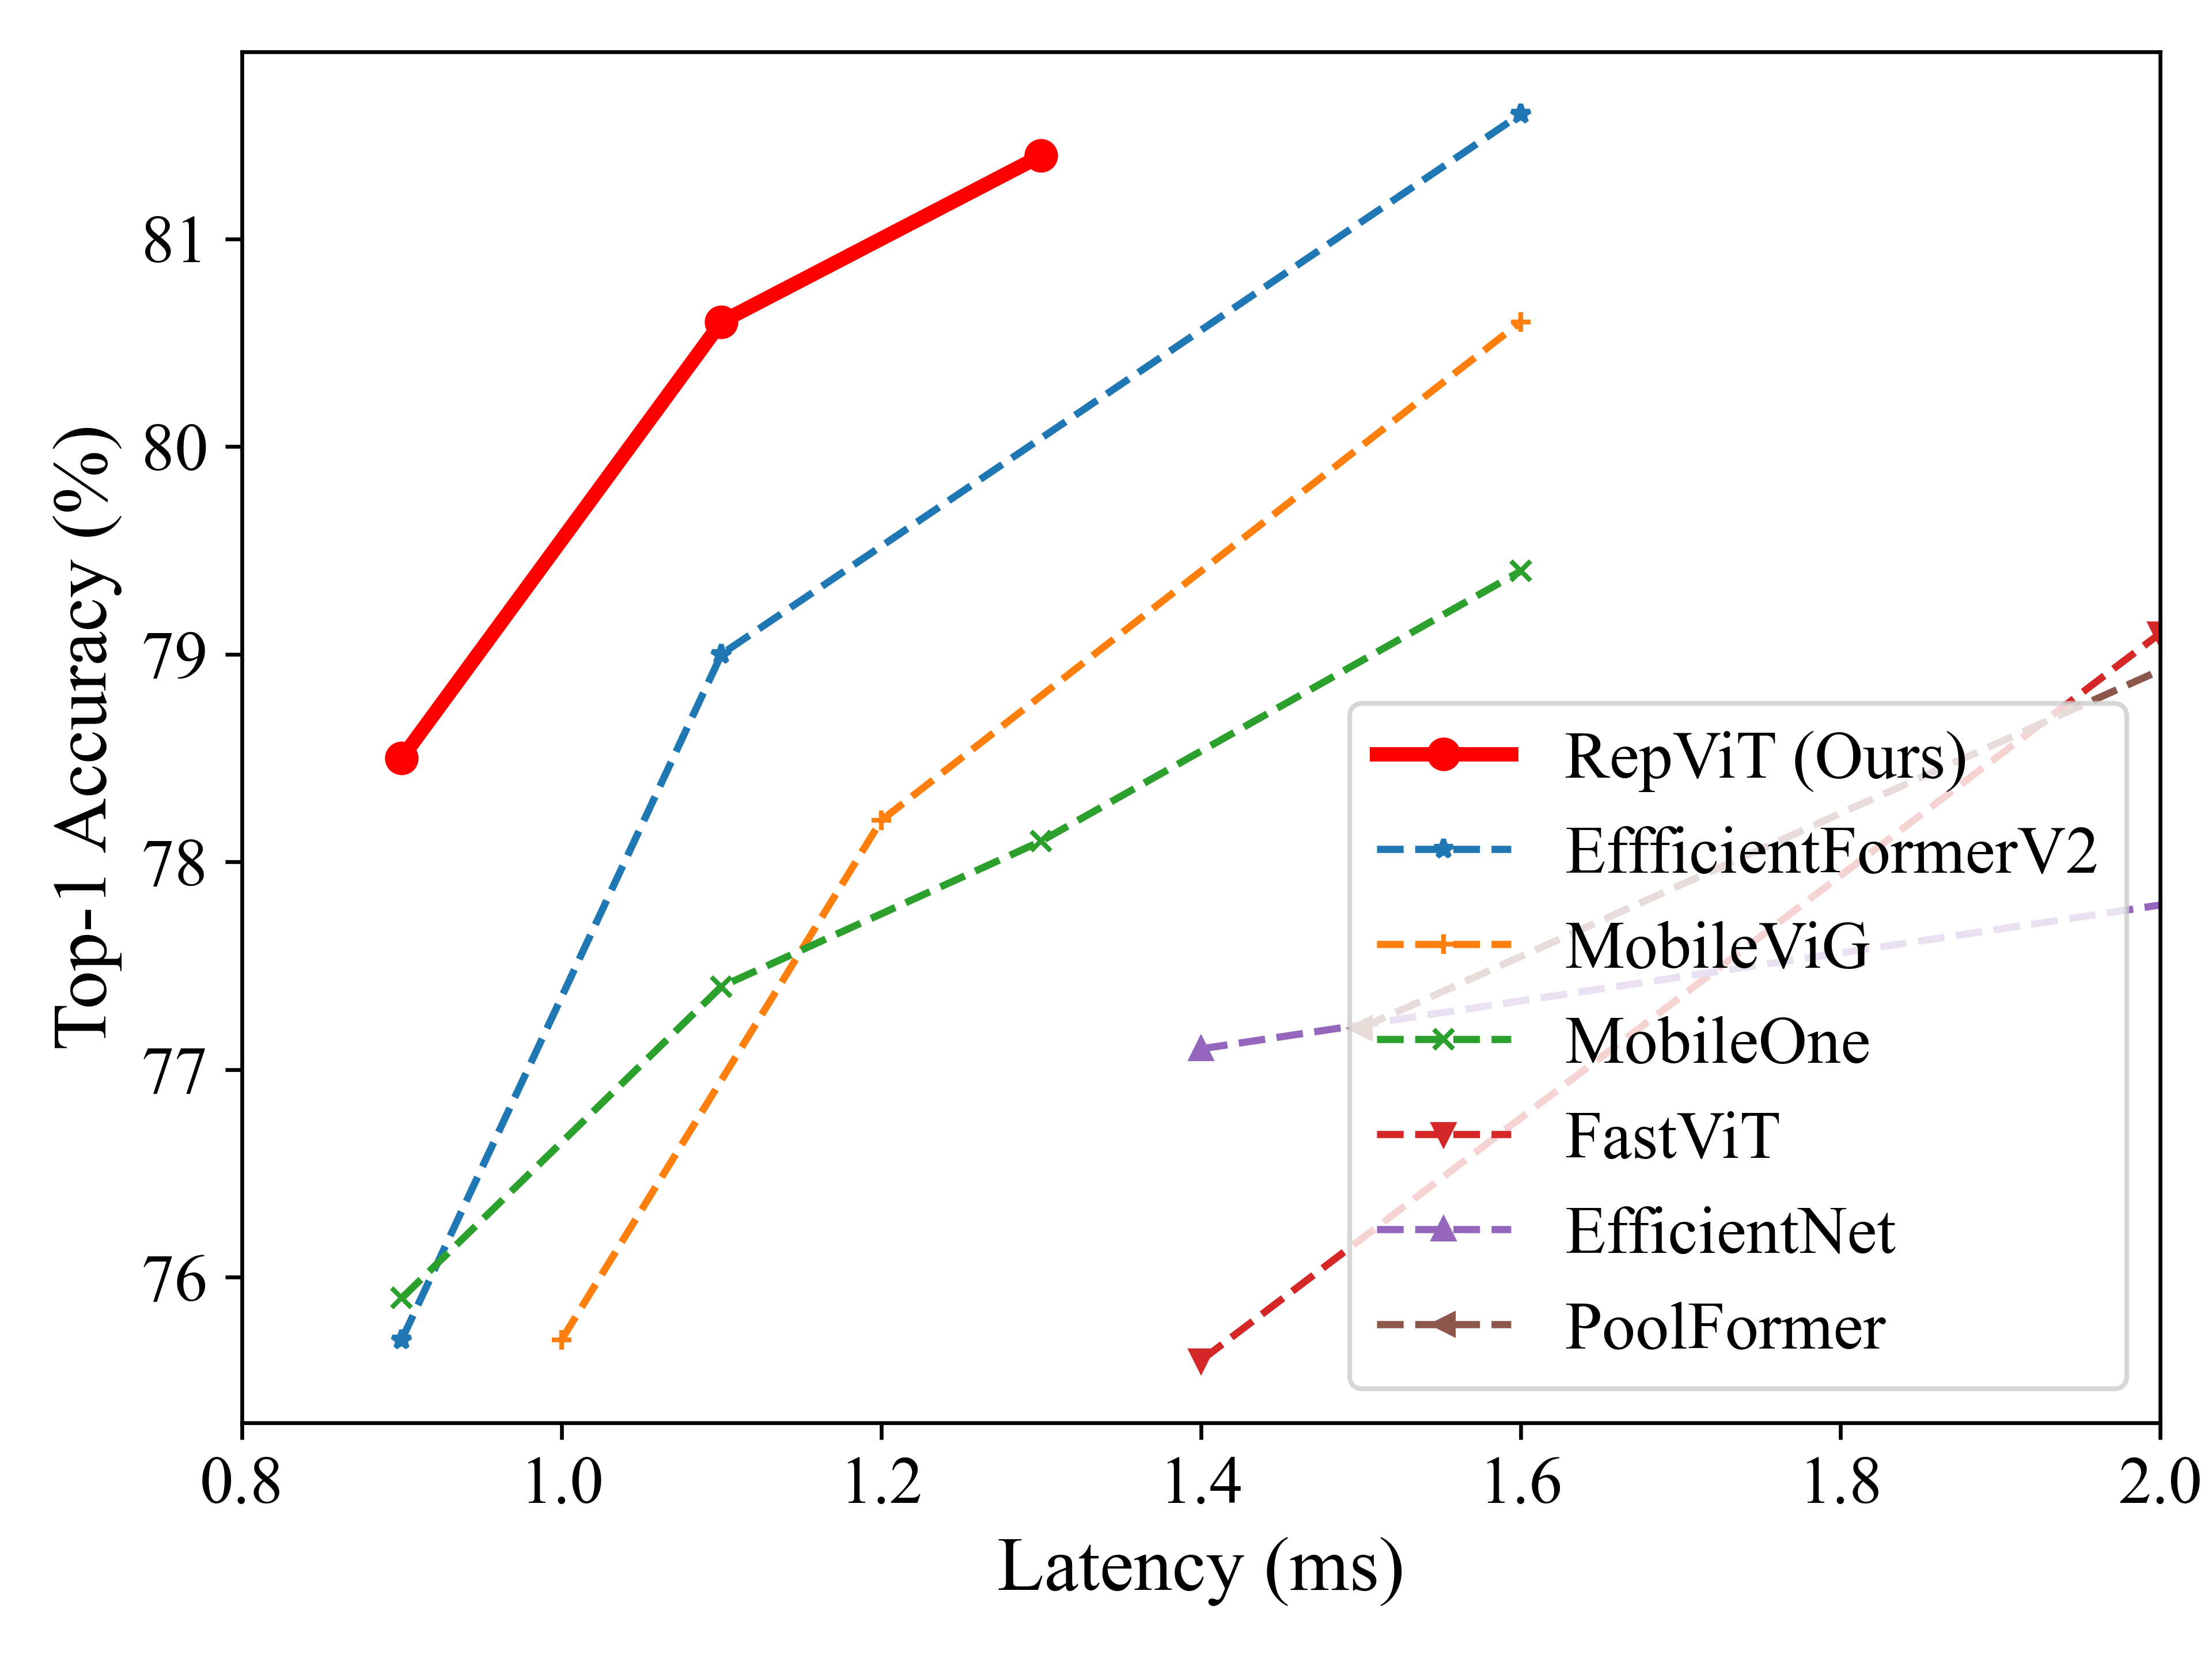 81
80
79
78
77
76
Top-1 Accuracy (%)
RepViT (Ours)
EffficientFormerV2
MobileViG
MobileOne
FastViT
EfficientNet
PoolFormer
0.8 1.0 1.2 1.4 1.6 1.8 2.0
Latency (ms)